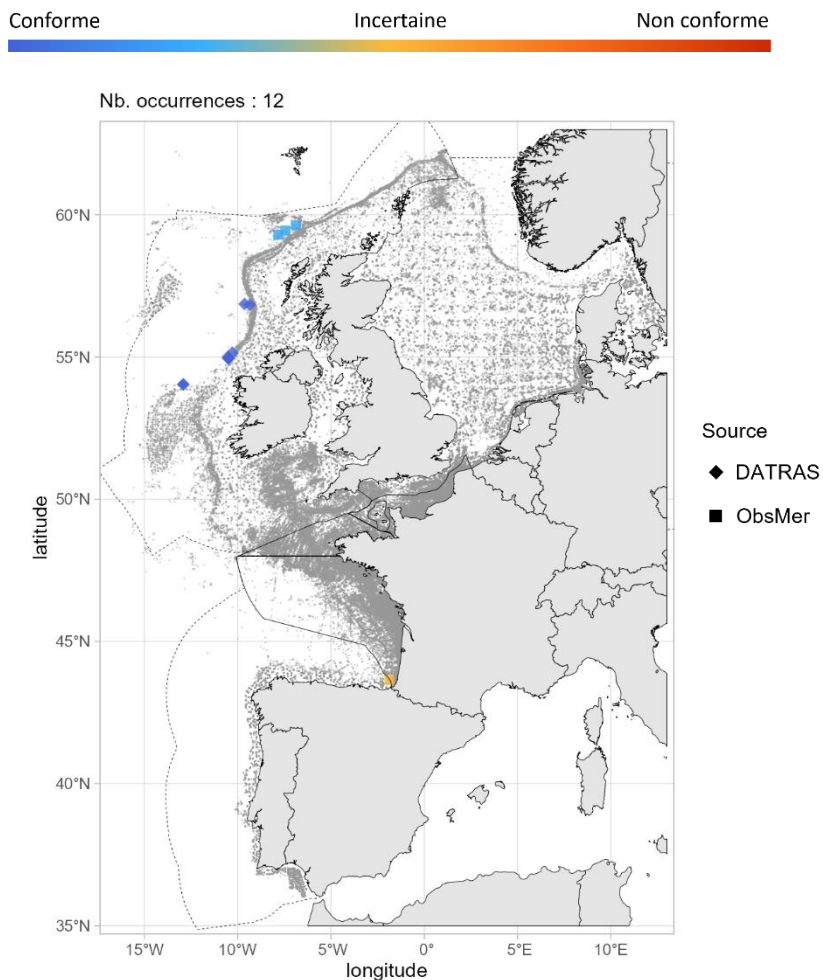 Conforme Incertaine Non conforme
Nb. occurrences : 12
60°N
55°N
50°N
45°N
40°N
35°N
latitude
15°W 10°W 5°W 0° 5°E 10°E
longitude
Source
DATRAS
ObsMer